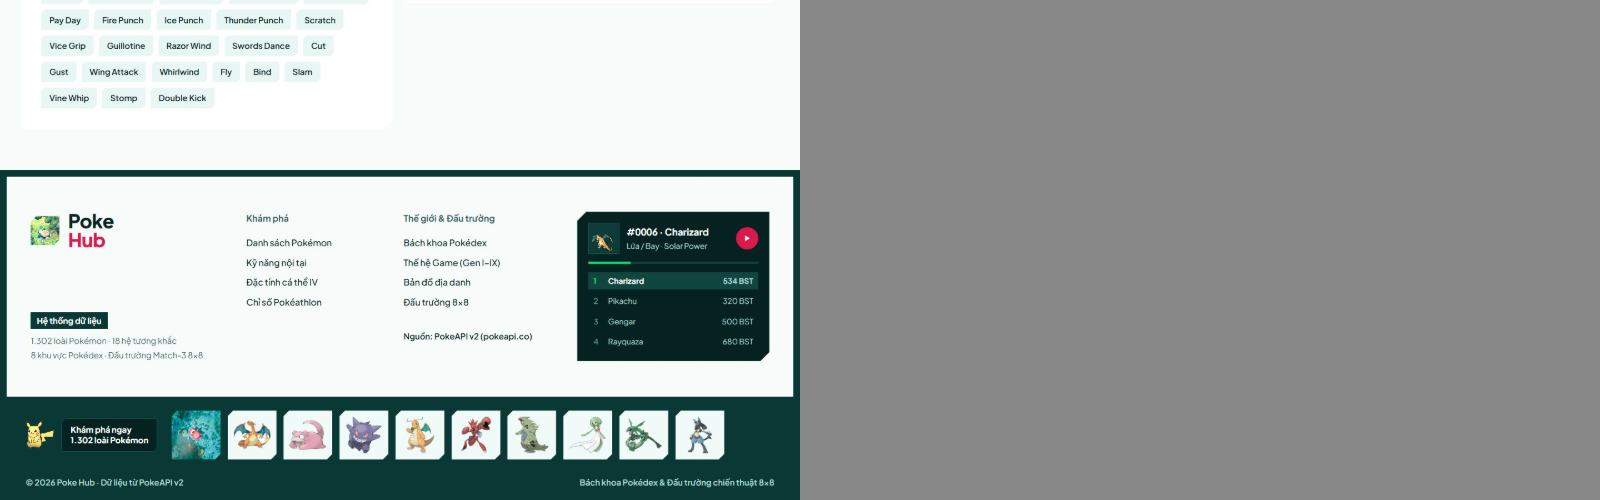 Pay Day Fire Punch Ice Punch Thunder Punch Scratch
Vice Grip Guillotine Razor Wind Swords Dance Cut
Gust Wing Attack Whirlwind Fly Bind Slam
Vine Whip Stomp Double Kick
Poke
Hub
Hệ thống dữ liệu
1.302 loài Pokémon · 18 hệ tương khắc
8 khu vực Pokédex · Đấu trường Match-3 8×8
Khám phá
Danh sách Pokémon
Kỹ năng nội tại
Đặc tính cá thể IV
Chỉ số Pokéathlon
Thế giới & Đấu trường
Bách khoa Pokédex
Thế hệ Game (Gen I–IX)
Bản đồ địa danh
Đấu trường 8×8
Nguồn: PokeAPI v2 (pokeapi.co)
#0006 · Charizard
Lửa / Bay · Solar Power
1 Charizard 534 BST
2 Pikachu 320 BST
3 Gengar 500 BST
4 Rayquaza 680 BST
Khám phá ngay
1.302 loài Pokémon
© 2026 Poke Hub · Dữ liệu từ PokeAPI v2
Bách khoa Pokédex & Đấu trường chiến thuật 8×8